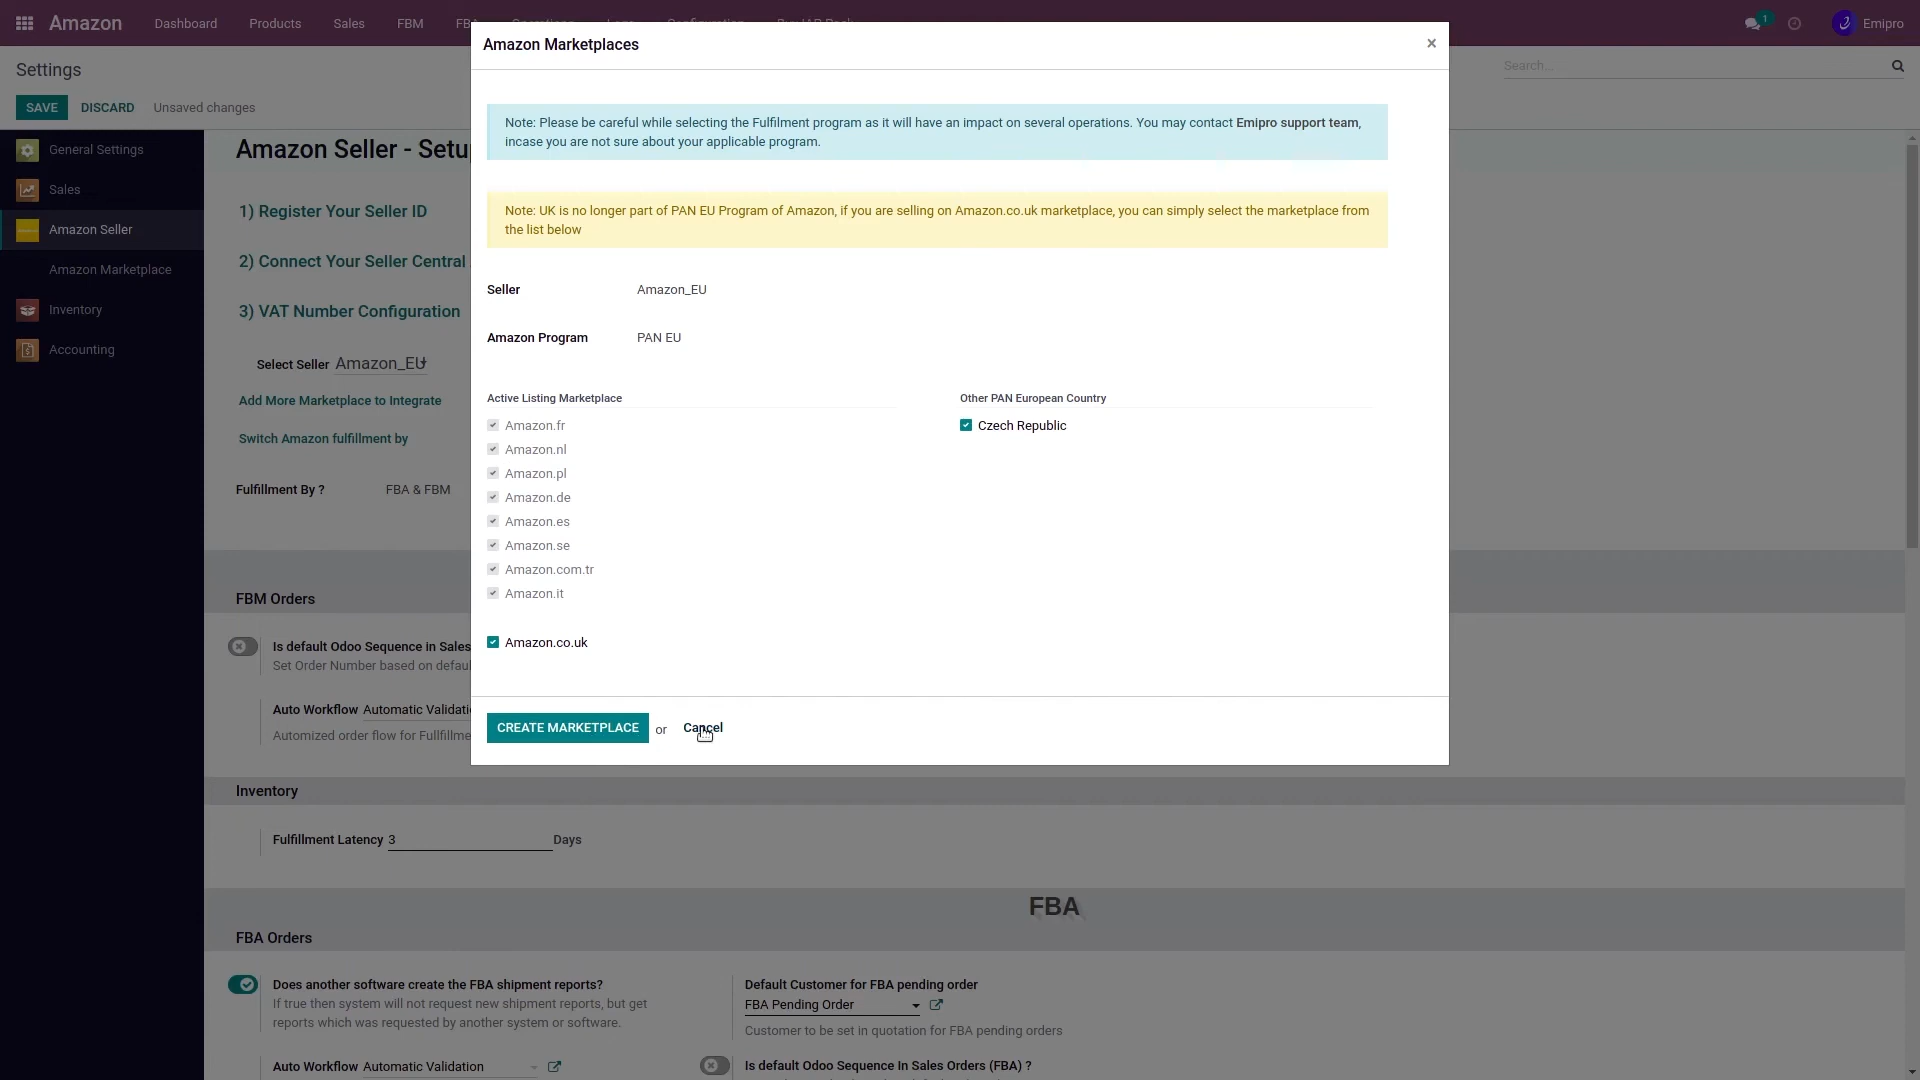 Amazon Dashboard Products Sales FBM
1 Emipro
Amazon Marketplaces ×
Settings
Search...
SAVE DISCARD Unsaved changes
General Settings
Sales
Amazon Seller
Amazon Marketplace
Inventory
Accounting
Amazon Seller - Setu
1) Register Your Seller ID
2) Connect Your Seller Central
3) VAT Number Configuration
Select Seller Amazon_EU
Add More Marketplace to Integrate
Switch Amazon fulfillment by
Fulfillment By ? FBA & FBM
Note: Please be careful while selecting the Fulfilment program as it will have an impact on several operations. You may contact Emipro support team,
incase you are not sure about your applicable program.
Note: UK is no longer part of PAN EU Program of Amazon, if you are selling on Amazon.co.uk marketplace, you can simply select the marketplace from
the list below
Seller Amazon_EU
Amazon Program PAN EU
Active Listing Marketplace
Amazon.fr
Amazon.nl
Amazon.pl
Amazon.de
Amazon.es
Amazon.se
Amazon.com.tr
Amazon.it
Amazon.co.uk
Other PAN European Country
Czech Republic
CREATE MARKETPLACE or Cancel
FBM Orders
Is default Odoo Sequence in Sales
Set Order Number based on defau
Auto Workflow Automatic Validati
Automized order flow for Fullfillme
Inventory
Fulfillment Latency 3 Days
FBA
FBA Orders
Does another software create the FBA shipment reports?
If true then system will not request new shipment reports, but get
reports which was requested by another system or software.
Default Customer for FBA pending order
FBA Pending Order
Customer to be set in quotation for FBA pending orders
Auto Workflow Automatic Validation
Is default Odoo Sequence In Sales Orders (FBA) ?